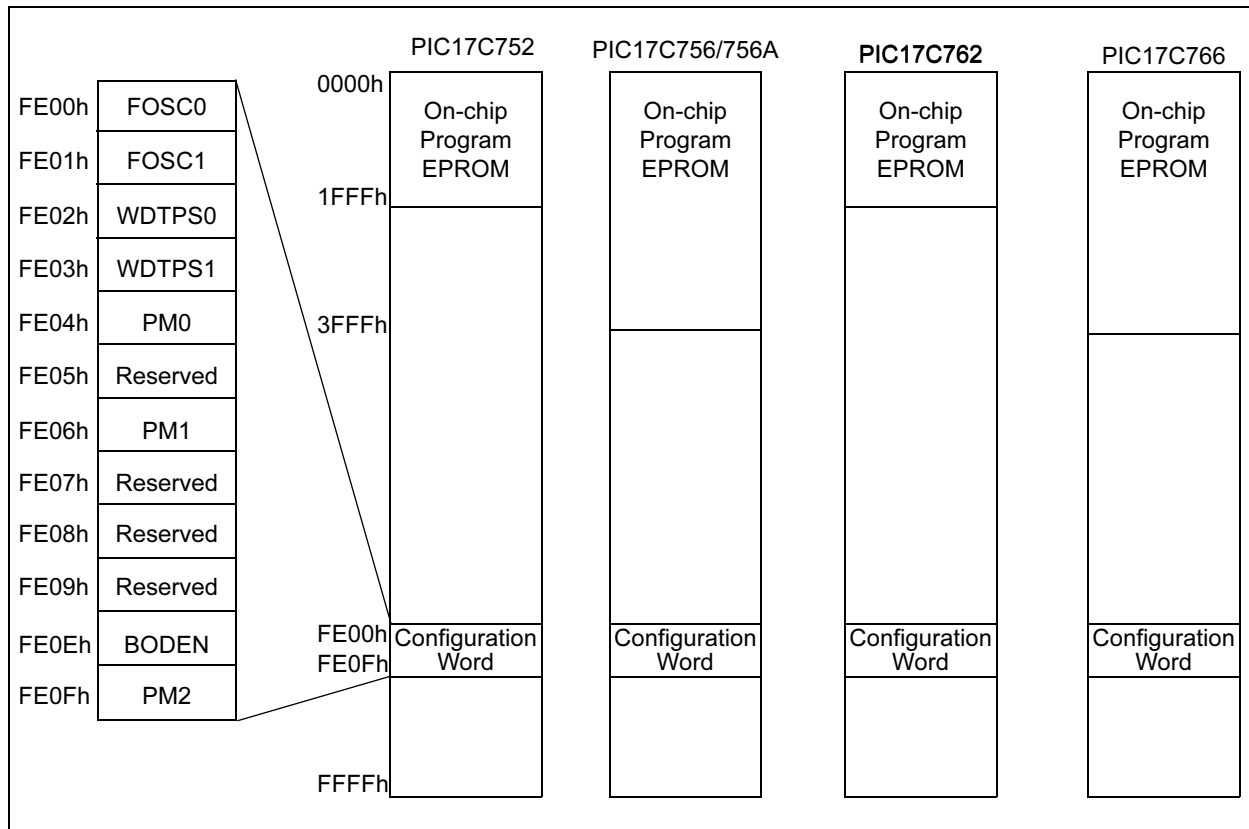 PIC17C752
PIC17C756/756A
PIC17C762
PIC17C766
FE00h FOSC0
FE01h FOSC1
FE02h WDTPS0
FE03h WDTPS1
FE04h PM0
FE05h Reserved
FE06h PM1
FE07h Reserved
FE08h Reserved
FE09h Reserved
FE0Eh BODEN
FE0Fh PM2
0000h
1FFFh
3FFFh
FE00h
FE0Fh
FFFFh
On-chip
Program
EPROM
Configuration
Word
On-chip
Program
EPROM
Configuration
Word
On-chip
Program
EPROM
Configuration
Word
On-chip
Program
EPROM
Configuration
Word